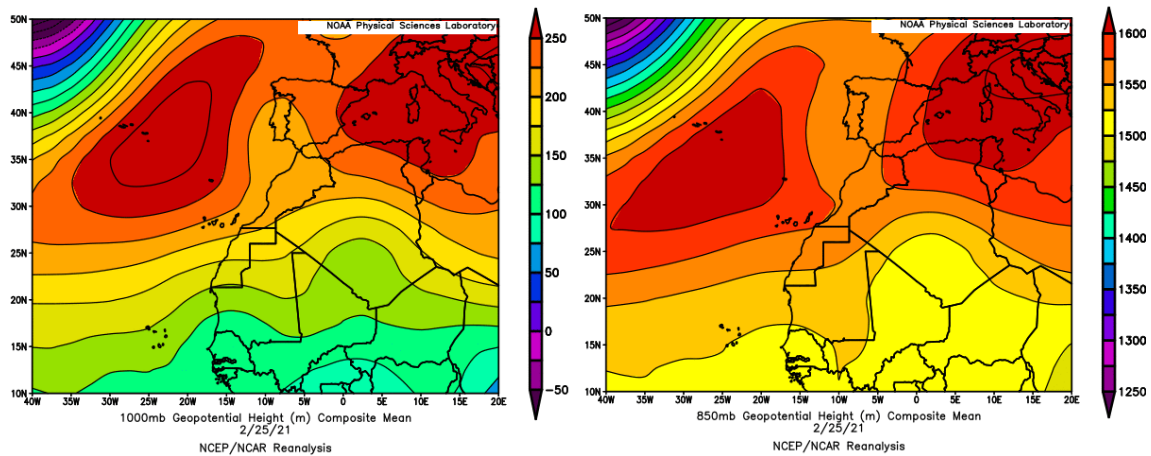 NOAA Physical Sciences Laboratory
50N
45N
40N
35N
30N
25N
20N
15N
10N
40W 35W 30W 25W 20W 15W 10W 5W 0 5E 10E 15E 20E
250
200
150
100
50
0
−50
1000mb Geopotential Height (m) Composite Mean
2/25/21
NCEP/NCAR Reanalysis
NOAA Physical Sciences Laboratory
50N
45N
40N
35N
30N
25N
20N
15N
10N
40W 35W 30W 25W 20W 15W 10W 5W 0 5E 10E 15E 20E
1600
1550
1500
1450
1400
1350
1300
1250
850mb Geopotential Height (m) Composite Mean
2/25/21
NCEP/NCAR Reanalysis